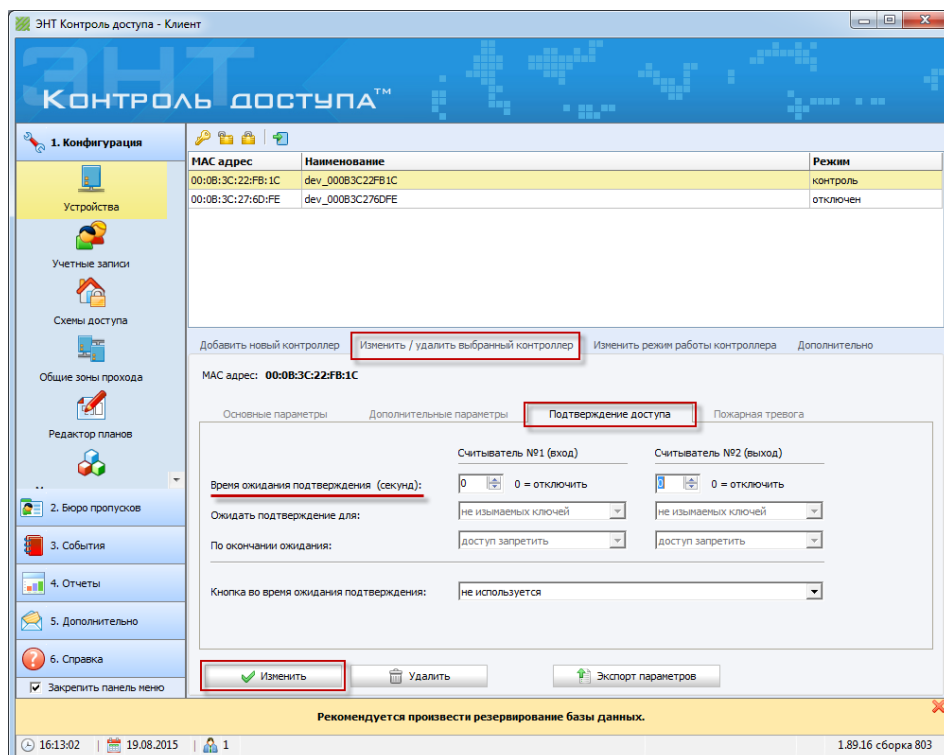 ЭНТ Контроль доступа - Клиент
ЭНТ
Контроль доступа™
1. Конфигурация
Устройства
Учетные записи
Схемы доступа
Общие зоны прохода
Редактор планов
2. Бюро пропусков
3. События
4. Отчеты
5. Дополнительно
6. Справка
Закрепить панель меню
MAC адрес Наименование Режим
00:0B:3C:22:FB:1C dev_000B3C22FB1C контроль
00:0B:3C:27:6D:FE dev_000B3C276DFE отключен
Добавить новый контроллер Изменить / удалить выбранный контроллер Изменить режим работы контроллера Дополнительно
MAC адрес: 00:0B:3C:22:FB:1C
Основные параметры Дополнительные параметры Подтверждение доступа Пожарная тревога
Считыватель №1 (вход) Считыватель №2 (выход)
Время ожидания подтверждения (секунд): 0 0 = отключить 0 0 = отключить
Ожидать подтверждение для: не изымаемых ключей не изымаемых ключей
По окончании ожидания: доступ запретить доступ запретить
Кнопка во время ожидания подтверждения: не используется
Изменить Удалить Экспорт параметров
Рекомендуется произвести резервирование базы данных.
16:13:02 19.08.2015 1 1.89.16 сборка 803